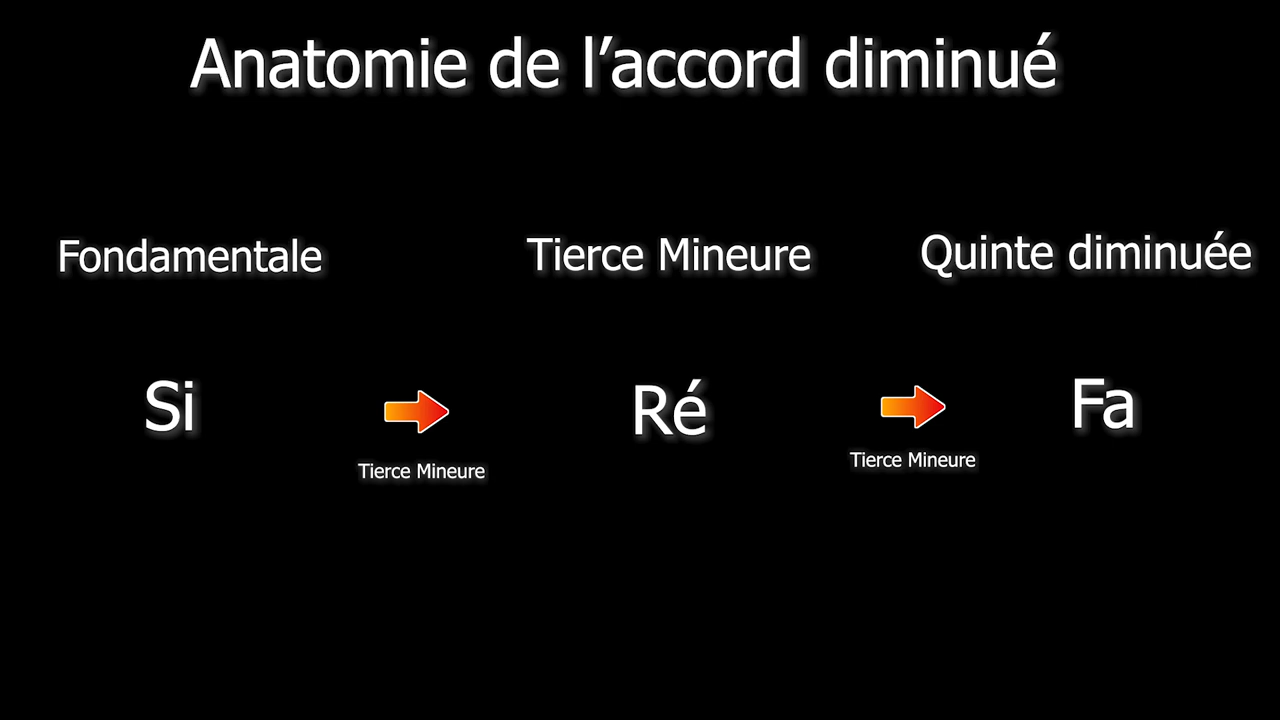 Anatomie de l’accord diminué
Fondamentale
Tierce Mineure
Quinte diminuée
Si
Ré
Fa
Tierce Mineure
Tierce Mineure